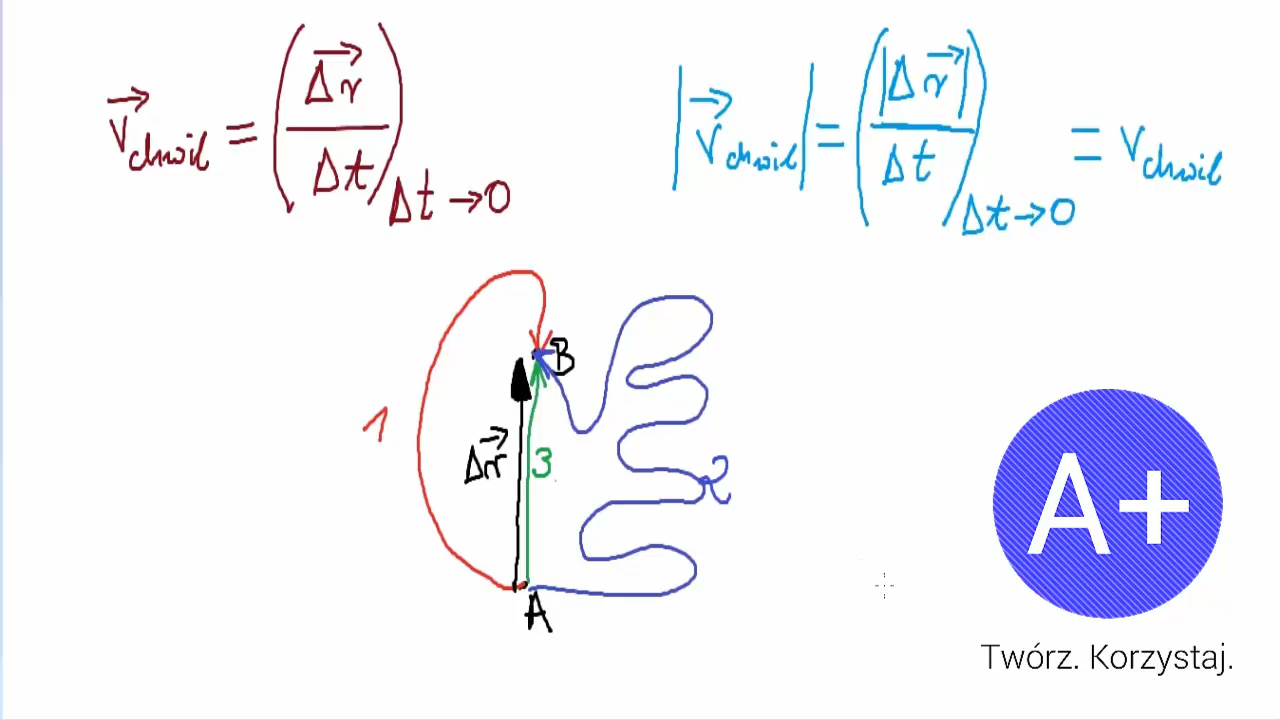 v⃗chwil = (Δr⃗ / Δt)Δt→0
|v⃗chwil| = (|Δr⃗| / Δt)Δt→0 = vchwil
B
1
Δr⃗
3
2
A
A+
Twórz. Korzystaj.